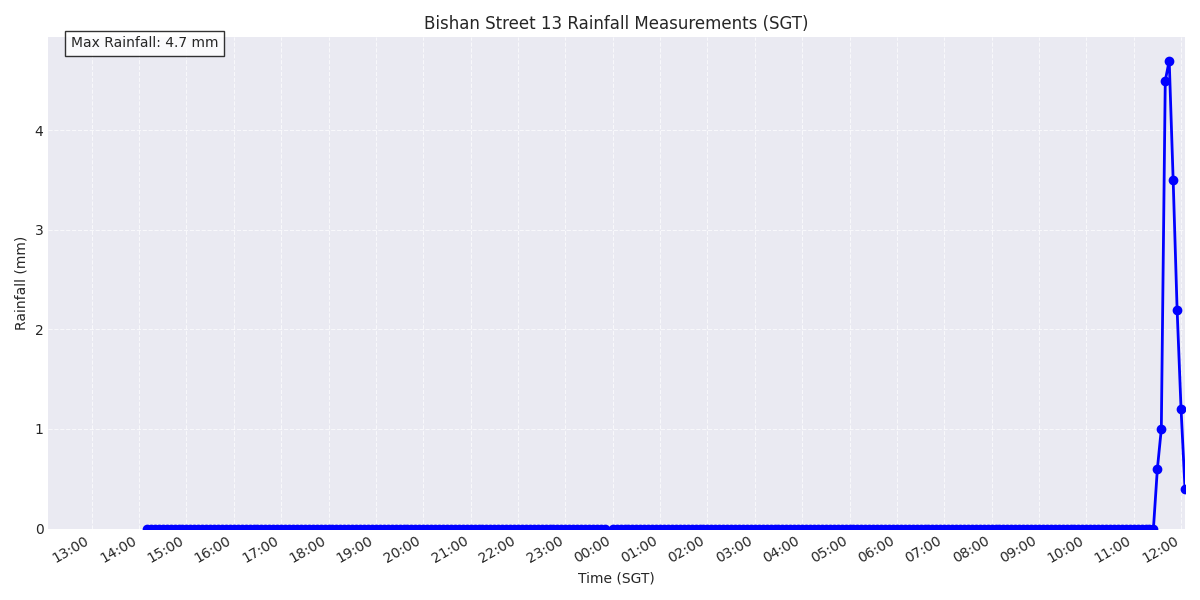 Bishan Street 13 Rainfall Measurements (SGT)
Max Rainfall: 4.7 mm
Rainfall (mm)
4
3
2
1
0
13:00 14:00 15:00 16:00 17:00 18:00 19:00 20:00 21:00 22:00 23:00 00:00 01:00 02:00 03:00 04:00 05:00 06:00 07:00 08:00 09:00 10:00 11:00 12:00
Time (SGT)